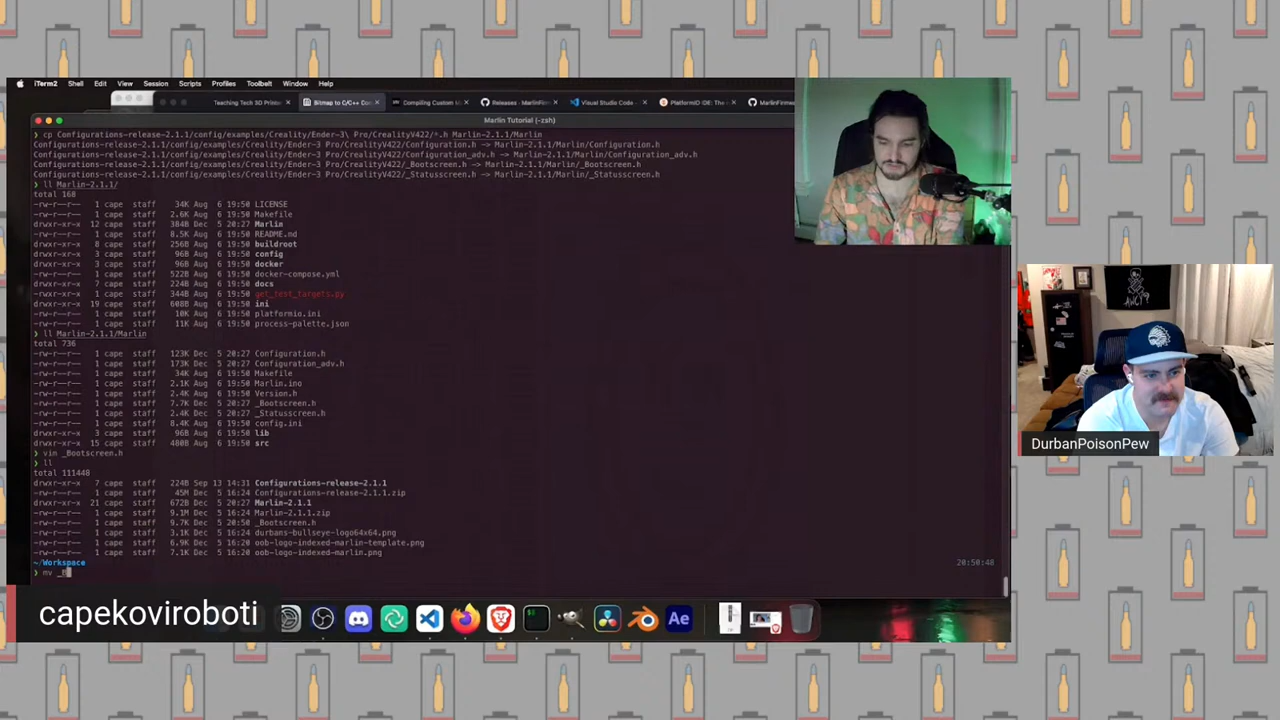 iTerm2 Shell Edit View Session Scripts Profiles Toolbelt Window Help
Teaching Tech 3D Printer Bitmap to C/C++ Con Compiling Custom M Releases · MarlinFirm Visual Studio Code - PlatformIO IDE: The MarlinFirmw
Marlin Tutorial (-zsh)
❯ cp Configurations-release-2.1.1/config/examples/Creality/Ender-3\ Pro/CrealityV422/*.h Marlin-2.1.1/Marlin
Configurations-release-2.1.1/config/examples/Creality/Ender-3 Pro/CrealityV422/Configuration.h -> Marlin-2.1.1/Marlin/Configuration.h
Configurations-release-2.1.1/config/examples/Creality/Ender-3 Pro/CrealityV422/Configuration_adv.h -> Marlin-2.1.1/Marlin/Configuration_adv.h
Configurations-release-2.1.1/config/examples/Creality/Ender-3 Pro/CrealityV422/_Bootscreen.h -> Marlin-2.1.1/Marlin/_Bootscreen.h
Configurations-release-2.1.1/config/examples/Creality/Ender-3 Pro/CrealityV422/_Statusscreen.h -> Marlin-2.1.1/Marlin/_Statusscreen.h
❯ ll Marlin-2.1.1/
total 168
-rw-r--r-- 1 cape staff 34K Aug 6 19:50 LICENSE
-rw-r--r-- 1 cape staff 2.6K Aug 6 19:50 Makefile
drwxr-xr-x 12 cape staff 384B Dec 5 20:27 Marlin
-rw-r--r-- 1 cape staff 8.5K Aug 6 19:50 README.md
drwxr-xr-x 8 cape staff 256B Aug 6 19:50 buildroot
drwxr-xr-x 3 cape staff 96B Aug 6 19:50 config
drwxr-xr-x 3 cape staff 96B Aug 6 19:50 docker
-rw-r--r-- 1 cape staff 522B Aug 6 19:50 docker-compose.yml
drwxr-xr-x 7 cape staff 224B Aug 6 19:50 docs
-rwxr-xr-x 1 cape staff 344B Aug 6 19:50 get_test_targets.py
drwxr-xr-x 19 cape staff 608B Aug 6 19:50 ini
-rw-r--r-- 1 cape staff 10K Aug 6 19:50 platformio.ini
-rw-r--r-- 1 cape staff 11K Aug 6 19:50 process-palette.json
❯ ll Marlin-2.1.1/Marlin
total 736
-rw-r--r-- 1 cape staff 123K Dec 5 20:27 Configuration.h
-rw-r--r-- 1 cape staff 173K Dec 5 20:27 Configuration_adv.h
-rw-r--r-- 1 cape staff 34K Aug 6 19:50 Makefile
-rw-r--r-- 1 cape staff 2.1K Aug 6 19:50 Marlin.ino
-rw-r--r-- 1 cape staff 2.4K Aug 6 19:50 Version.h
-rw-r--r-- 1 cape staff 7.7K Dec 5 20:27 _Bootscreen.h
-rw-r--r-- 1 cape staff 2.4K Dec 5 20:27 _Statusscreen.h
-rw-r--r-- 1 cape staff 8.4K Aug 6 19:50 config.ini
drwxr-xr-x 3 cape staff 96B Aug 6 19:50 lib
drwxr-xr-x 15 cape staff 480B Aug 6 19:50 src
❯ vim _Bootscreen.h
❯ ll
total 111448
drwxr-xr-x 7 cape staff 224B Sep 13 14:31 Configurations-release-2.1.1
-rw-r--r-- 1 cape staff 45M Dec 5 16:24 Configurations-release-2.1.1.zip
drwxr-xr-x 21 cape staff 672B Dec 5 20:27 Marlin-2.1.1
-rw-r--r-- 1 cape staff 9.1M Dec 5 16:24 Marlin-2.1.1.zip
-rw-r--r-- 1 cape staff 9.7K Dec 5 20:50 _Bootscreen.h
-rw-r--r-- 1 cape staff 3.1K Dec 5 16:24 durbans-bullseye-logo64x64.png
-rw-r--r-- 1 cape staff 6.9K Dec 5 16:20 oob-logo-indexed-marlin-template.png
-rw-r--r-- 1 cape staff 7.1K Dec 5 16:20 oob-logo-indexed-marlin.png
~/Workspace 20:50:48
❯ mv _
DurbanPoisonPew
capekoviroboti
Ae